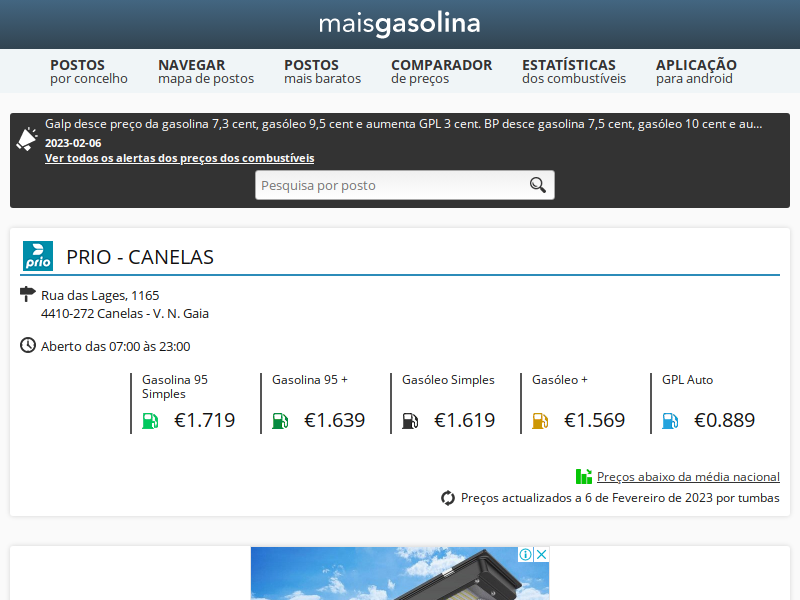 maisgasolina
POSTOS
por concelho
NAVEGAR
mapa de postos
POSTOS
mais baratos
COMPARADOR
de preços
ESTATÍSTICAS
dos combustíveis
APLICAÇÃO
para android
Galp desce preço da gasolina 7,3 cent, gasóleo 9,5 cent e aumenta GPL 3 cent. BP desce gasolina 7,5 cent, gasóleo 10 cent e au...
2023-02-06
Ver todos os alertas dos preços dos combustíveis
Pesquisa por posto
prio
PRIO - CANELAS
Rua das Lages, 1165
4410-272 Canelas - V. N. Gaia
Aberto das 07:00 às 23:00
Gasolina 95
Simples
€1.719
Gasolina 95 +
€1.639
Gasóleo Simples
€1.619
Gasóleo +
€1.569
GPL Auto
€0.889
Preços abaixo da média nacional
Preços actualizados a 6 de Fevereiro de 2023 por tumbas